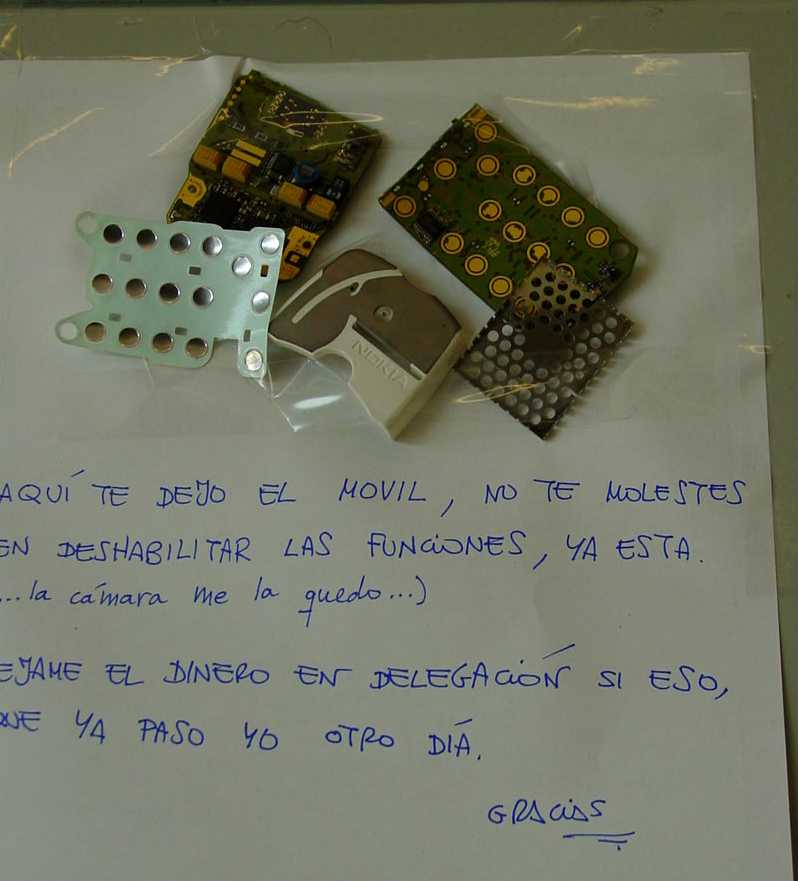 NOKIA
AQUÍ TE DEJO EL MOVIL, NO TE MOLESTES
EN DESHABILITAR LAS FUNCIONES, YA ESTA.
...la cámara me la quedo...)
EJAME EL DINERO EN DELEGACIÓN SI ESO,
QUE YA PASO YO OTRO DÍA.
GRACIAS